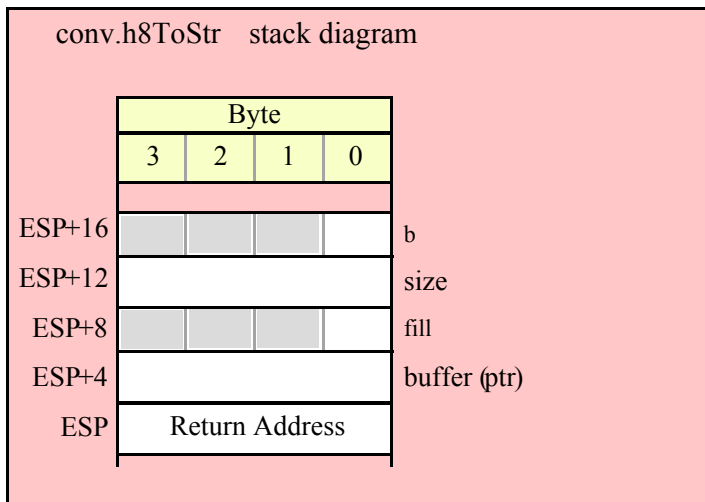 conv.h8ToStr stack diagram
Byte
3 2 1 0
ESP+16 b
ESP+12 size
ESP+8 fill
ESP+4 buffer (ptr)
ESP Return Address